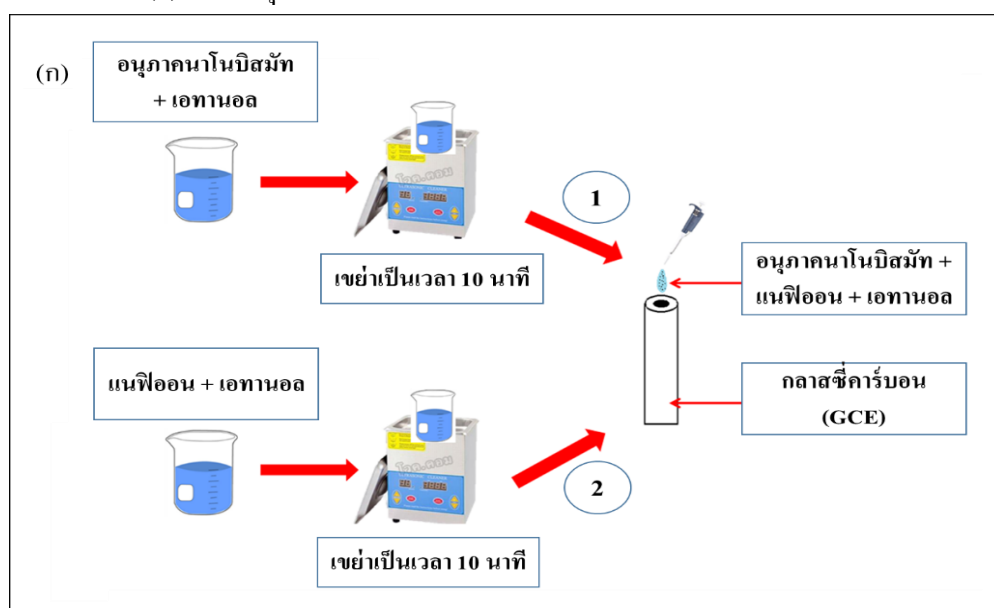 (ก)
อนุภาคนาโนบิสมัท
+ เอทานอล
1
เขย่าเป็นเวลา 10 นาที
อนุภาคนาโนบิสมัท +
แนฟิออน + เอทานอล
แนฟิออน + เอทานอล
กลาสซี่คาร์บอน
(GCE)
2
เขย่าเป็นเวลา 10 นาที